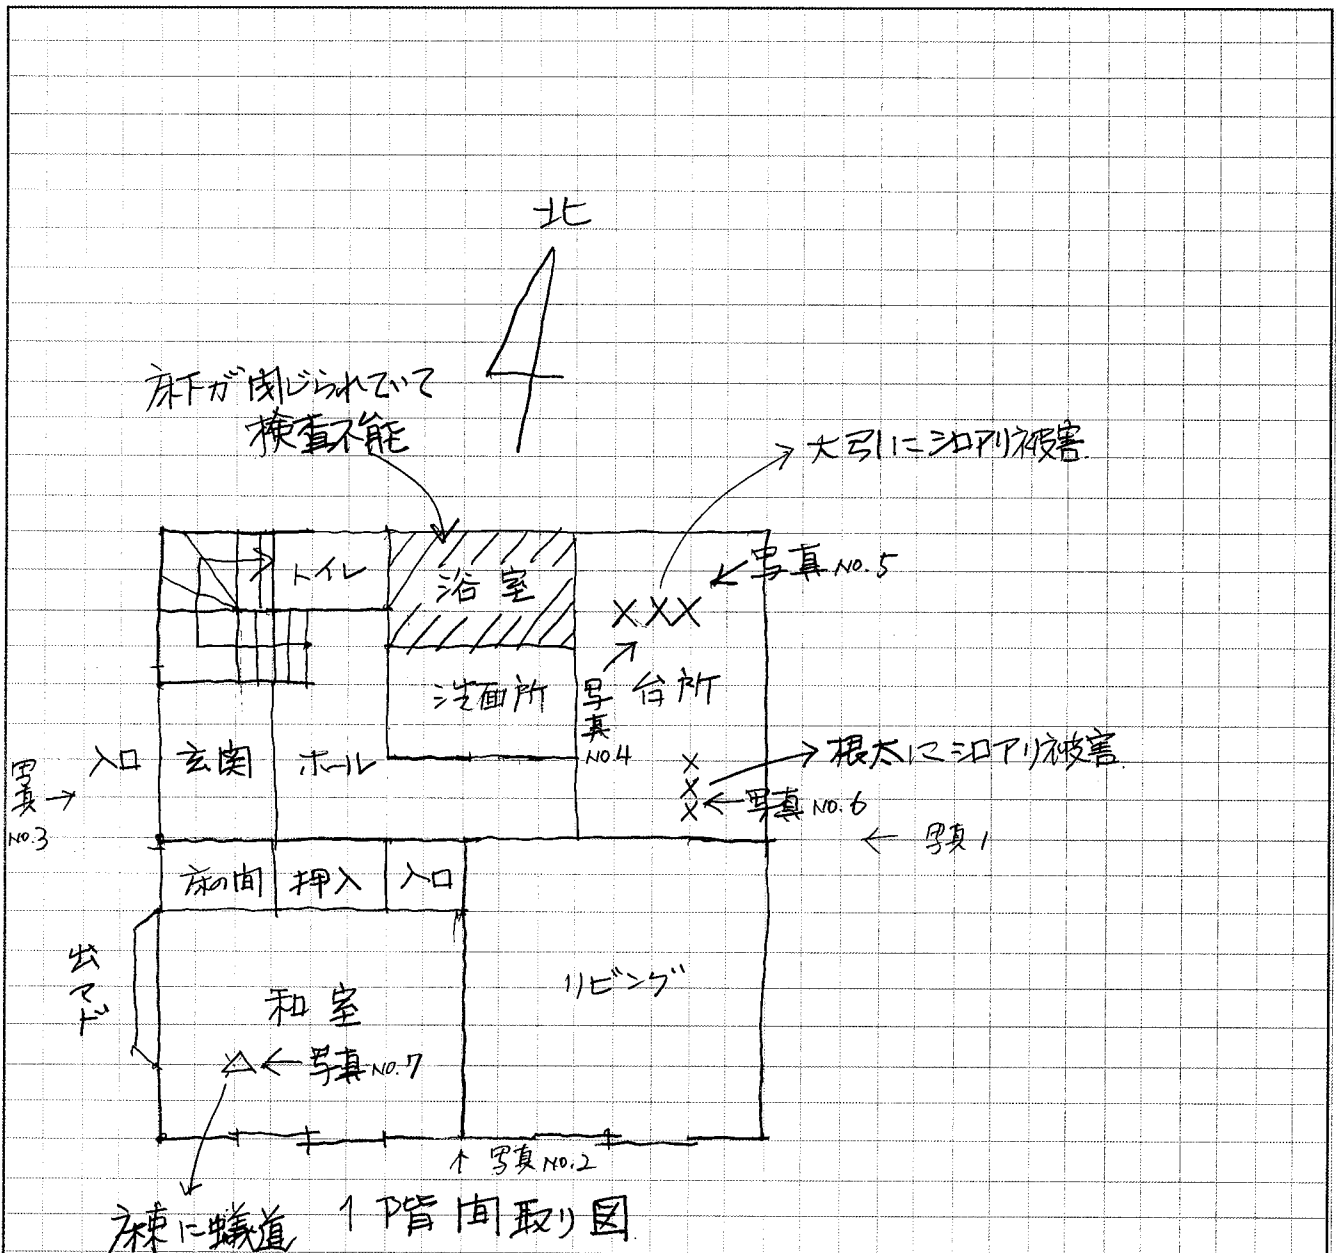 北
床下が閉じられていて
検査不能
大引にシロアリ被害
写真NO.5
トイレ
浴室
×××
洗面所
写真NO.4
台所
写真NO.3
入口
玄関
ホール
×××
根太にシロアリ被害
写真NO.6
写真1
床の間
押入
入口
出マド
和室
リビング
写真NO.7
写真NO.2
床束に蟻道
1階間取り図